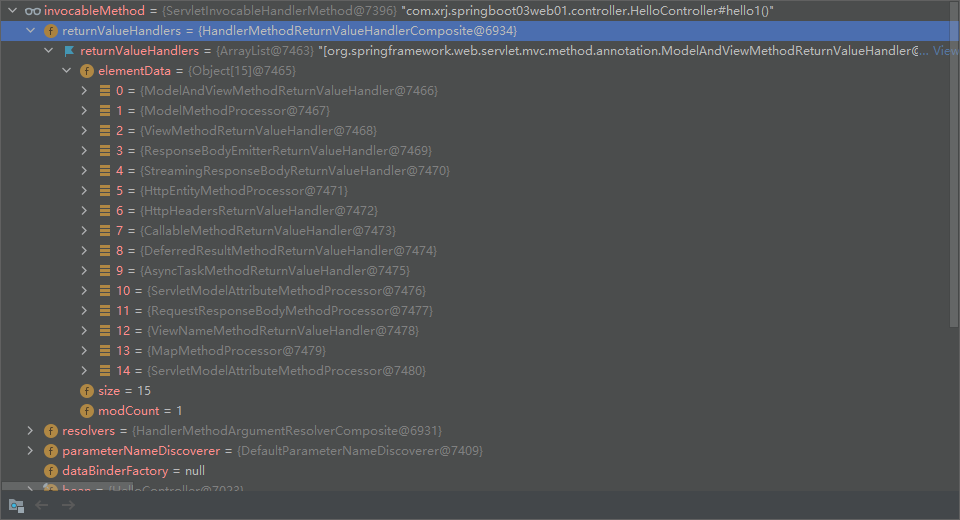 invocableMethod = {ServletInvocableHandlerMethod@7396} "com.xrj.springboot03web01.controller.HelloController#hello1()"
f returnValueHandlers = {HandlerMethodReturnValueHandlerComposite@6934}
returnValueHandlers = {ArrayList@7463} "[org.springframework.web.servlet.mvc.method.annotation.ModelAndViewMethodReturnValueHandler@... View
f elementData = {Object[15]@7465}
0 = {ModelAndViewMethodReturnValueHandler@7466}
1 = {ModelMethodProcessor@7467}
2 = {ViewMethodReturnValueHandler@7468}
3 = {ResponseBodyEmitterReturnValueHandler@7469}
4 = {StreamingResponseBodyReturnValueHandler@7470}
5 = {HttpEntityMethodProcessor@7471}
6 = {HttpHeadersReturnValueHandler@7472}
7 = {CallableMethodReturnValueHandler@7473}
8 = {DeferredResultMethodReturnValueHandler@7474}
9 = {AsyncTaskMethodReturnValueHandler@7475}
10 = {ServletModelAttributeMethodProcessor@7476}
11 = {RequestResponseBodyMethodProcessor@7477}
12 = {ViewNameMethodReturnValueHandler@7478}
13 = {MapMethodProcessor@7479}
14 = {ServletModelAttributeMethodProcessor@7480}
f size = 15
f modCount = 1
f resolvers = {HandlerMethodArgumentResolverComposite@6931}
f parameterNameDiscoverer = {DefaultParameterNameDiscoverer@7409}
f dataBinderFactory = null
bean = {HelloController@7023}